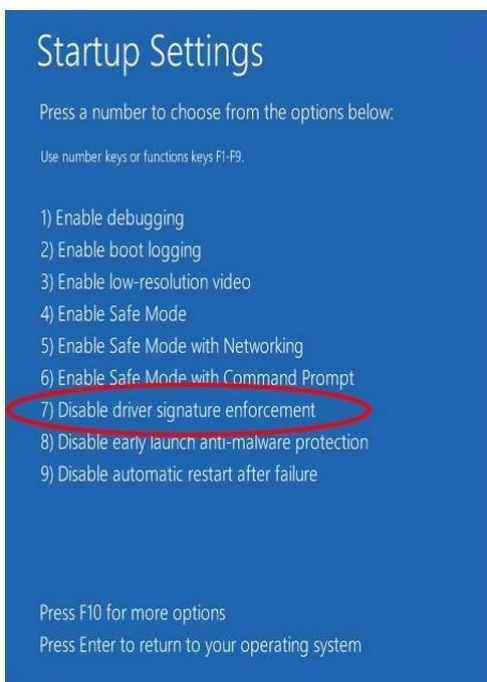 Startup Settings
Press a number to choose from the options below:
Use number keys or functions keys F1-F9.
1) Enable debugging
2) Enable boot logging
3) Enable low-resolution video
4) Enable Safe Mode
5) Enable Safe Mode with Networking
6) Enable Safe Mode with Command Prompt
7) Disable driver signature enforcement
8) Disable early launch anti-malware protection
9) Disable automatic restart after failure
Press F10 for more options
Press Enter to return to your operating system